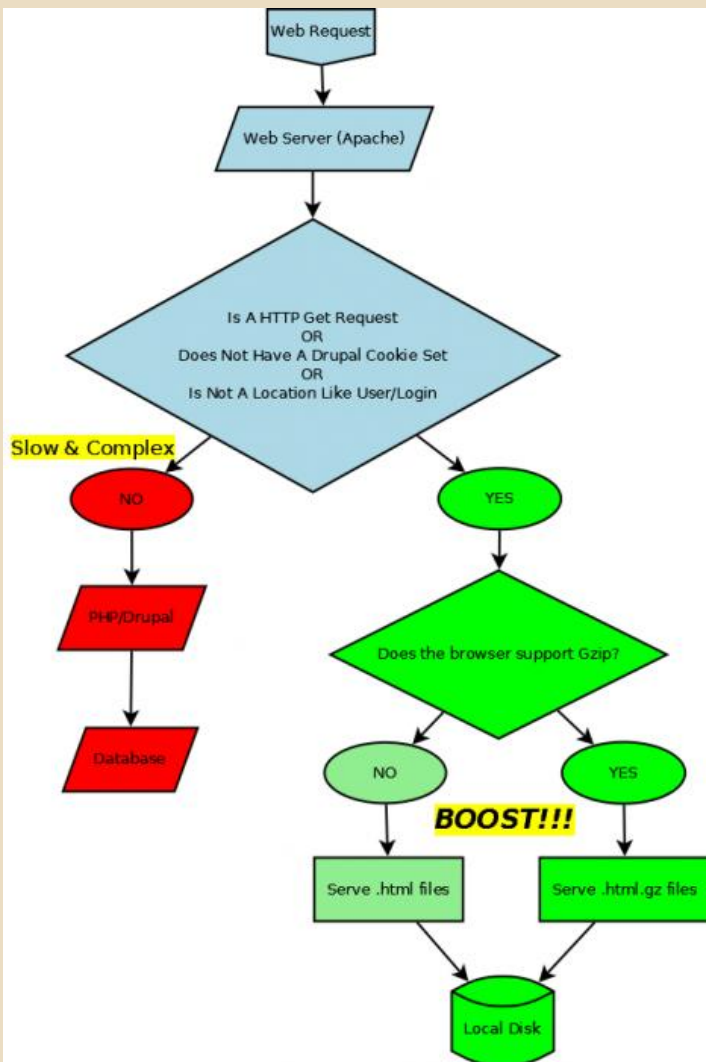 Web Request
Web Server (Apache)
Is A HTTP Get Request
OR
Does Not Have A Drupal Cookie Set
OR
Is Not A Location Like User/Login
Slow & Complex
NO
YES
PHP/Drupal
Does the browser support Gzip?
Database
NO
YES
BOOST!!!
Serve .html files
Serve .html.gz files
Local Disk